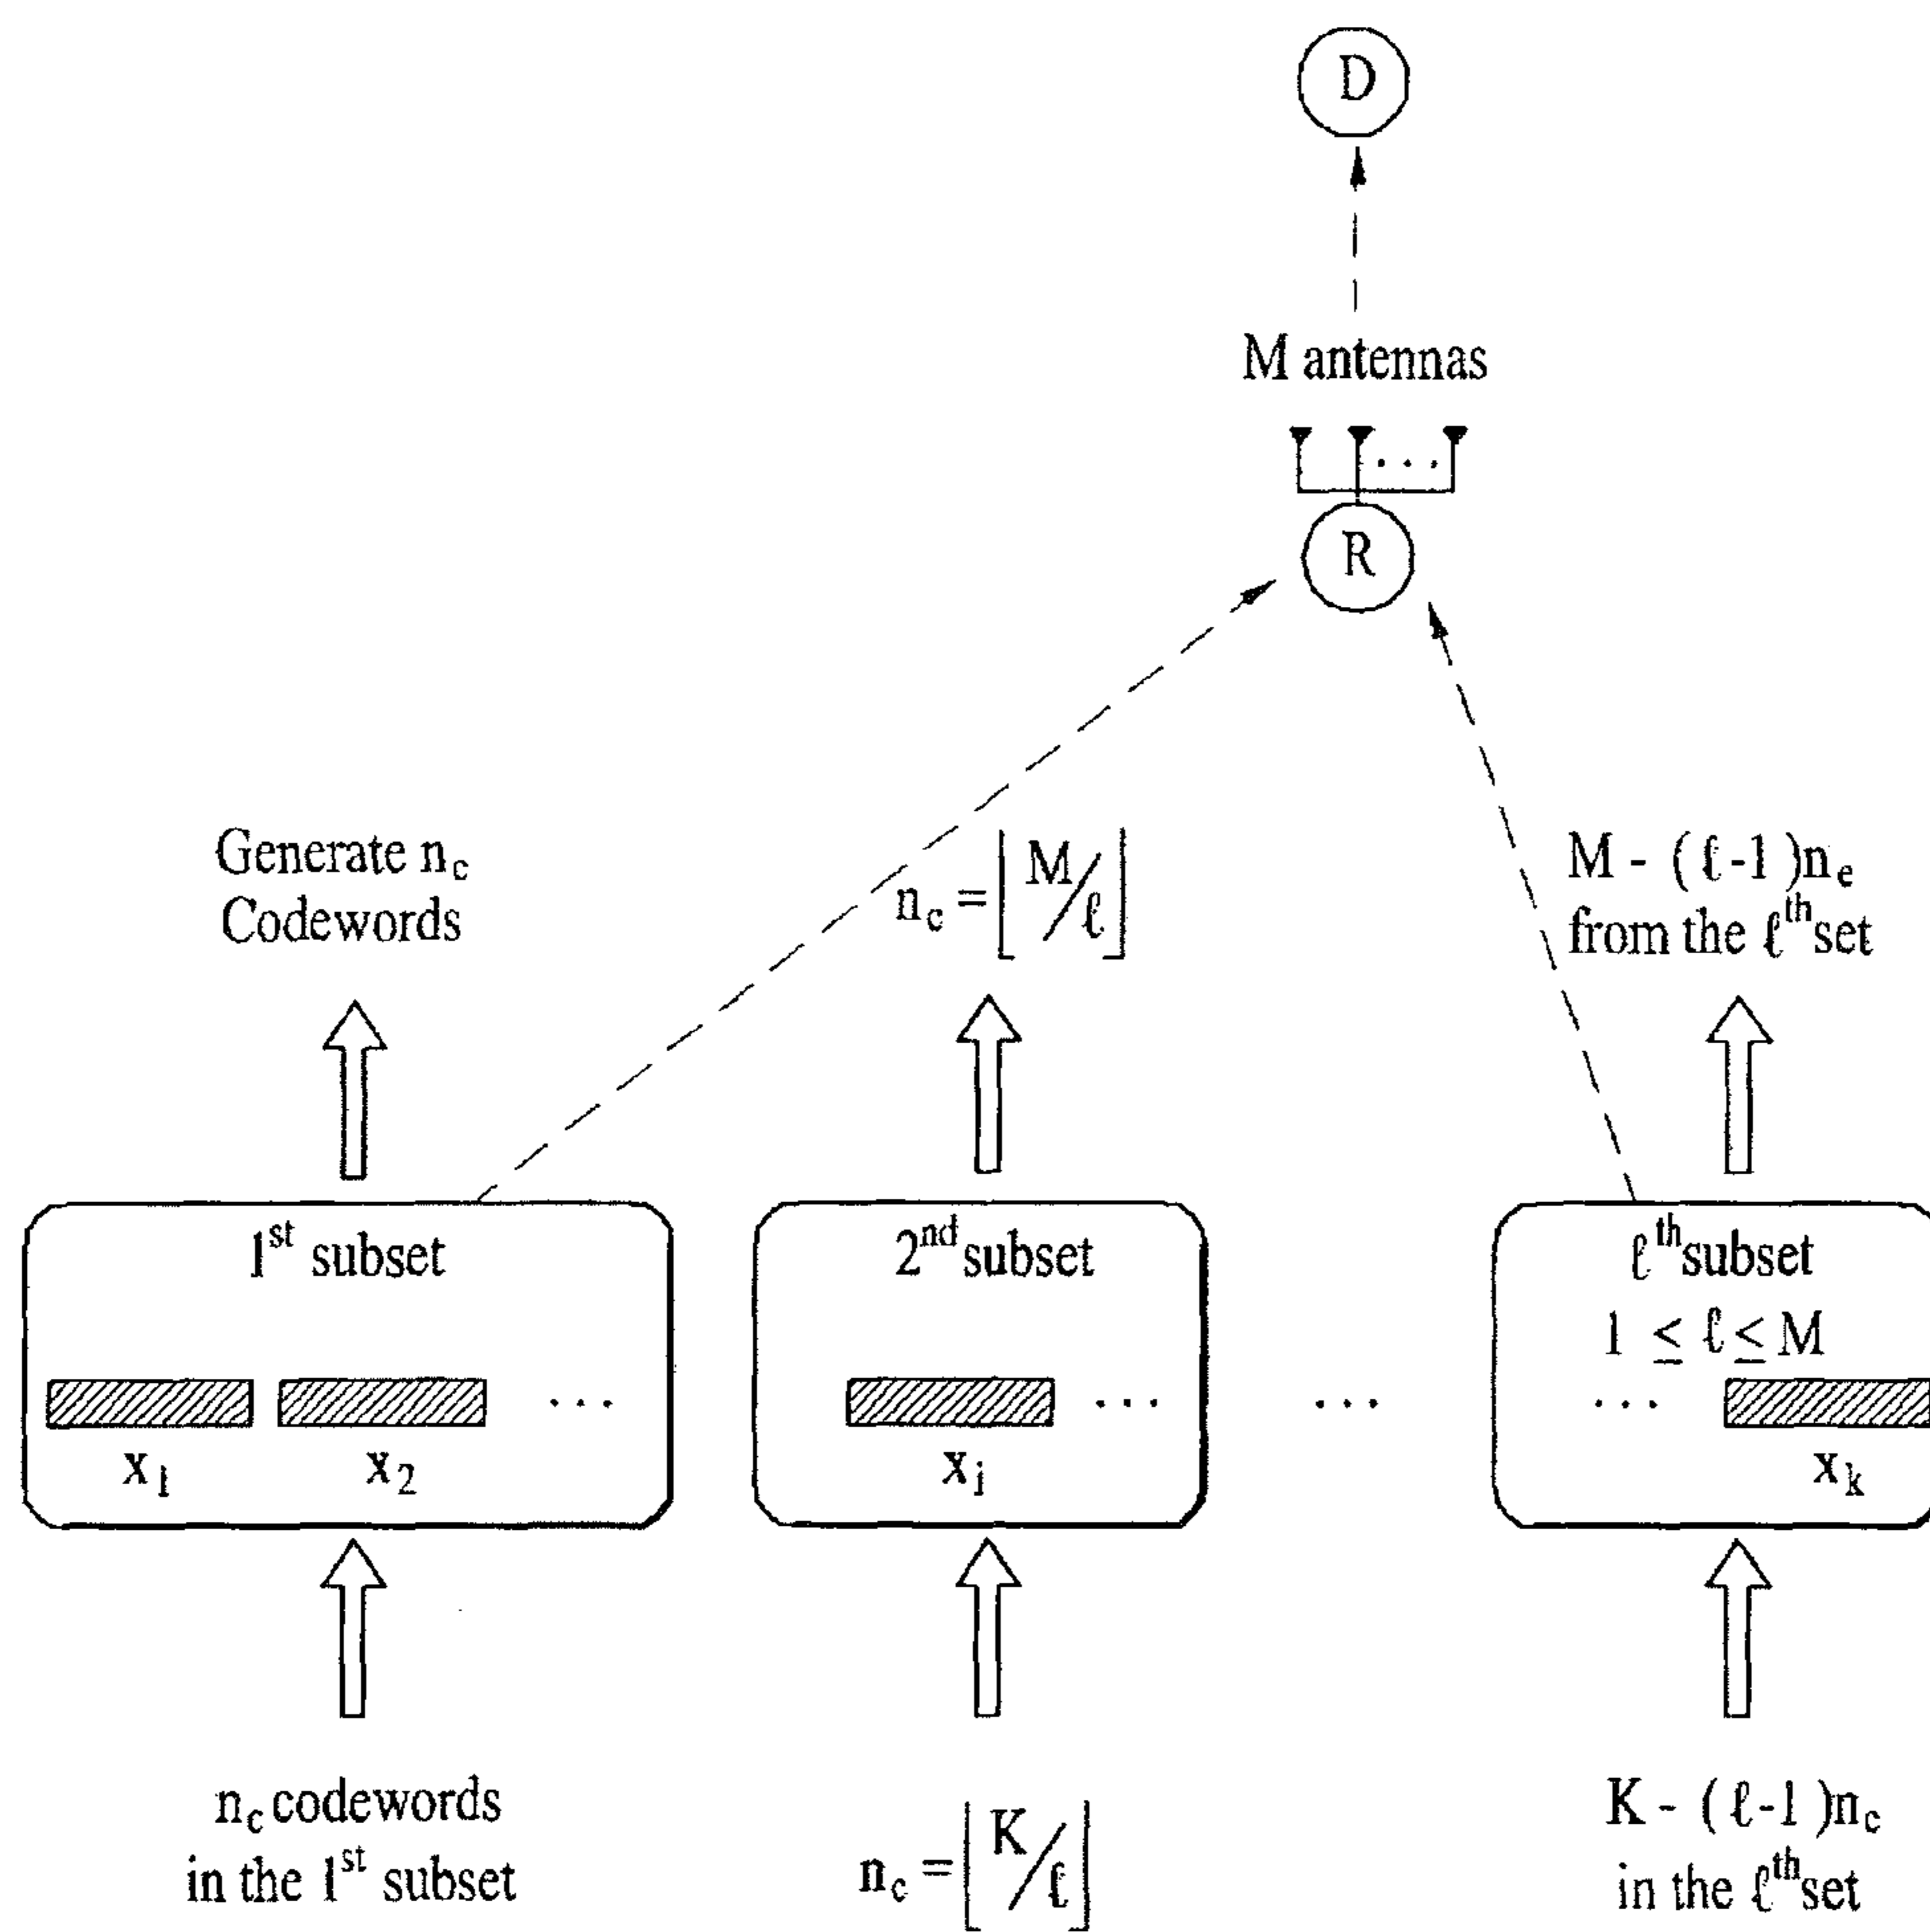 D
M antennas
. . .
R
Generate n_c
Codewords
n_c = ⌊M/ℓ⌋
M - (ℓ-1)n_e
from the ℓ^th set
1^st subset
2^nd subset
ℓ^th subset
1 ≤ ℓ ≤ M
. . .
. . .
. . .
. . .
x_1
x_2
x_i
x_k
n_c codewords
in the 1^st subset
n_c = ⌊K/ℓ⌋
K - (ℓ-1)n_c
in the ℓ^th set